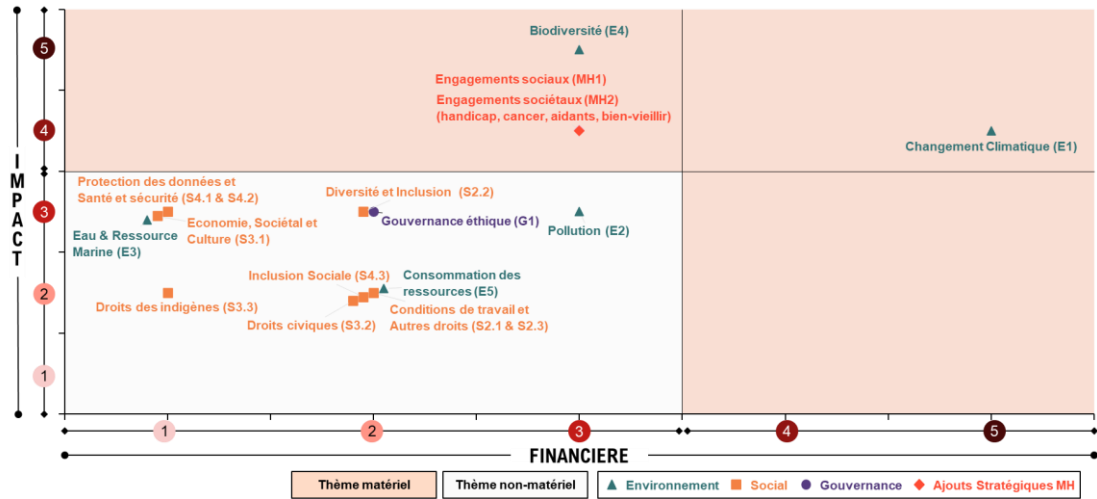 Biodiversité (E4)
5
Engagements sociaux (MH1)
Engagements sociétaux (MH2)
(handicap, cancer, aidants, bien-vieillir)
4
Changement Climatique (E1)
IMPACT
Protection des données et
Santé et sécurité (S4.1 & S4.2)
Diversité et Inclusion (S2.2)
3
Economie, Sociétal et
Culture (S3.1)
Gouvernance éthique (G1)
Eau & Ressource
Marine (E3)
Pollution (E2)
Inclusion Sociale (S4.3)
Consommation des
ressources (E5)
2
Droits des indigènes (S3.3)
Conditions de travail et
Autres droits (S2.1 & S2.3)
Droits civiques (S3.2)
1
1
2
3
4
5
FINANCIERE
Thème matériel
Thème non-matériel
Environnement
Social
Gouvernance
Ajouts Stratégiques MH